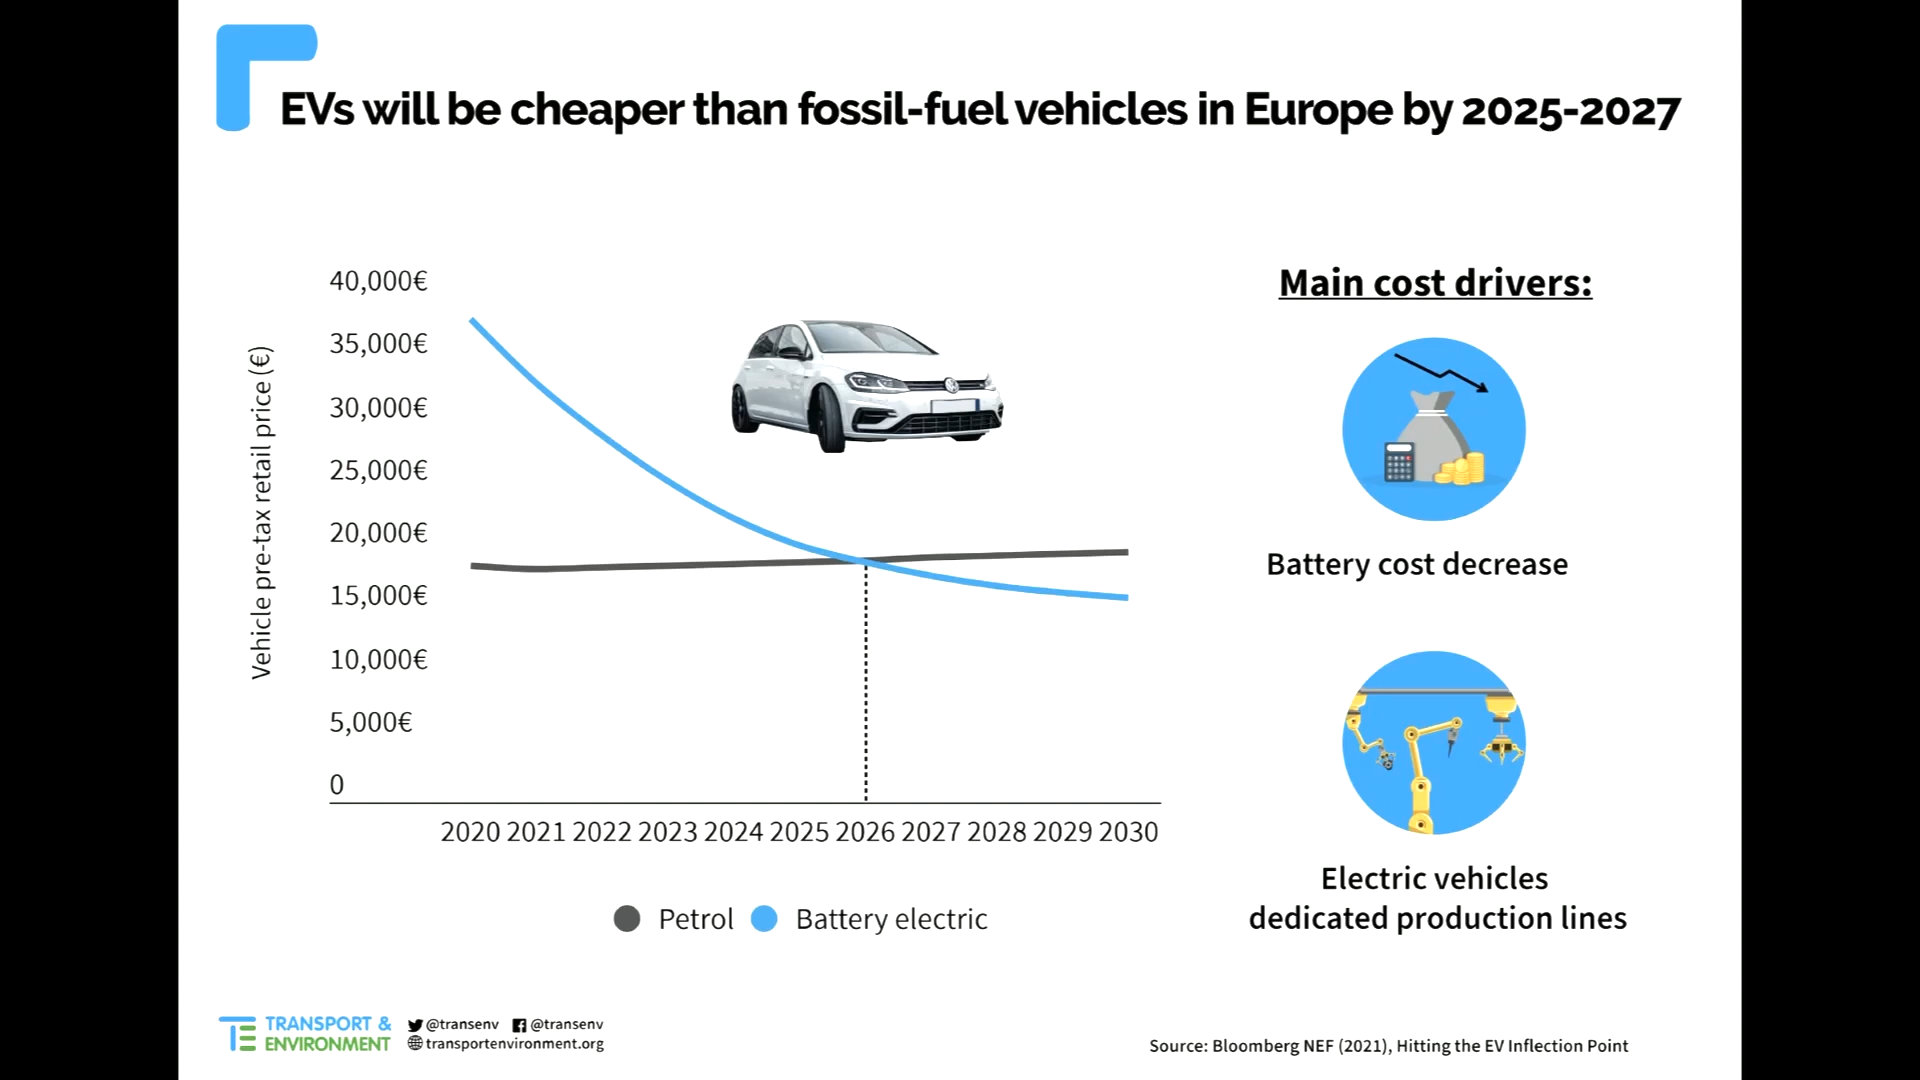 EVs will be cheaper than fossil-fuel vehicles in Europe by 2025-2027
Vehicle pre-tax retail price (€)
40,000€
35,000€
30,000€
25,000€
20,000€
15,000€
10,000€
5,000€
0
2020 2021 2022 2023 2024 2025 2026 2027 2028 2029 2030
Petrol Battery electric
Main cost drivers:
Battery cost decrease
Electric vehicles
dedicated production lines
TRANSPORT &
ENVIRONMENT
@transenv @transenv
transportenvironment.org
Source: Bloomberg NEF (2021), Hitting the EV Inflection Point